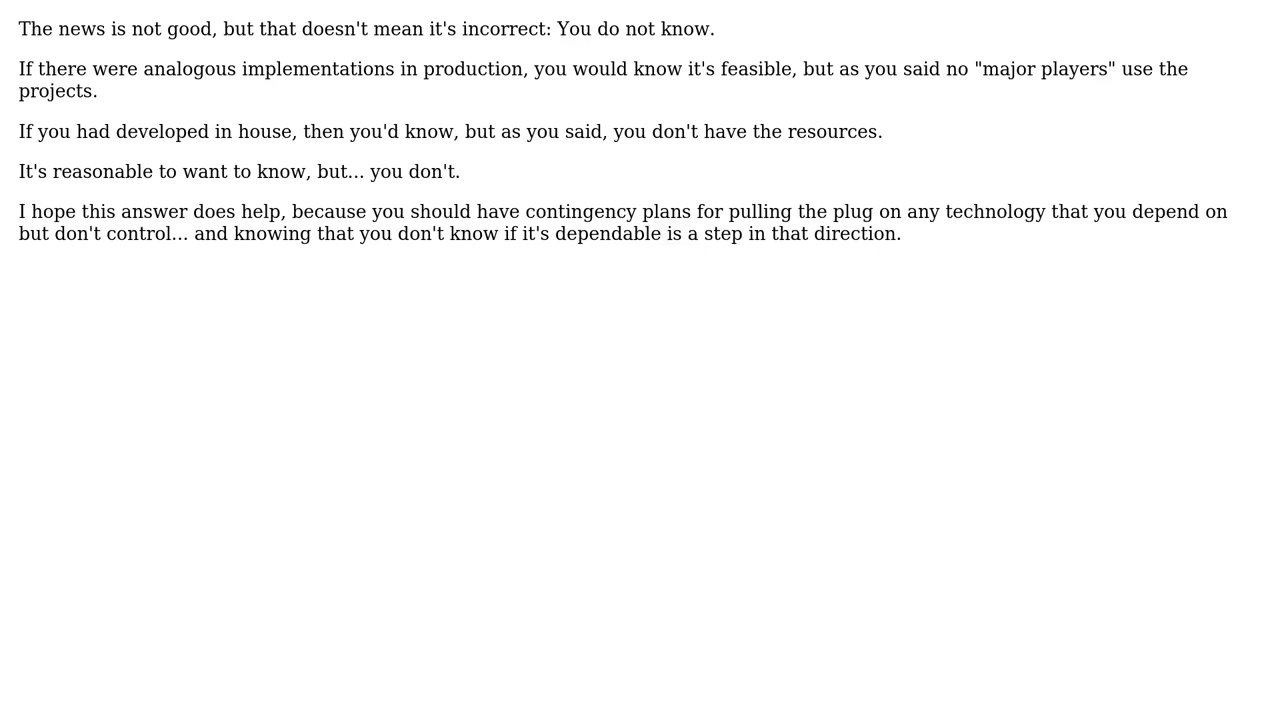 The news is not good, but that doesn't mean it's incorrect: You do not know.
If there were analogous implementations in production, you would know it's feasible, but as you said no "major players" use the
projects.
If you had developed in house, then you'd know, but as you said, you don't have the resources.
It's reasonable to want to know, but... you don't.
I hope this answer does help, because you should have contingency plans for pulling the plug on any technology that you depend on
but don't control... and knowing that you don't know if it's dependable is a step in that direction.